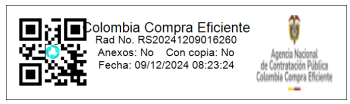 Colombia Compra Eficiente
Rad No. RS20241209016260
Anexos: No Con copia: No
Fecha: 09/12/2024 08:23:24
Agencia Nacional
de Contratación Pública
Colombia Compra Eficiente